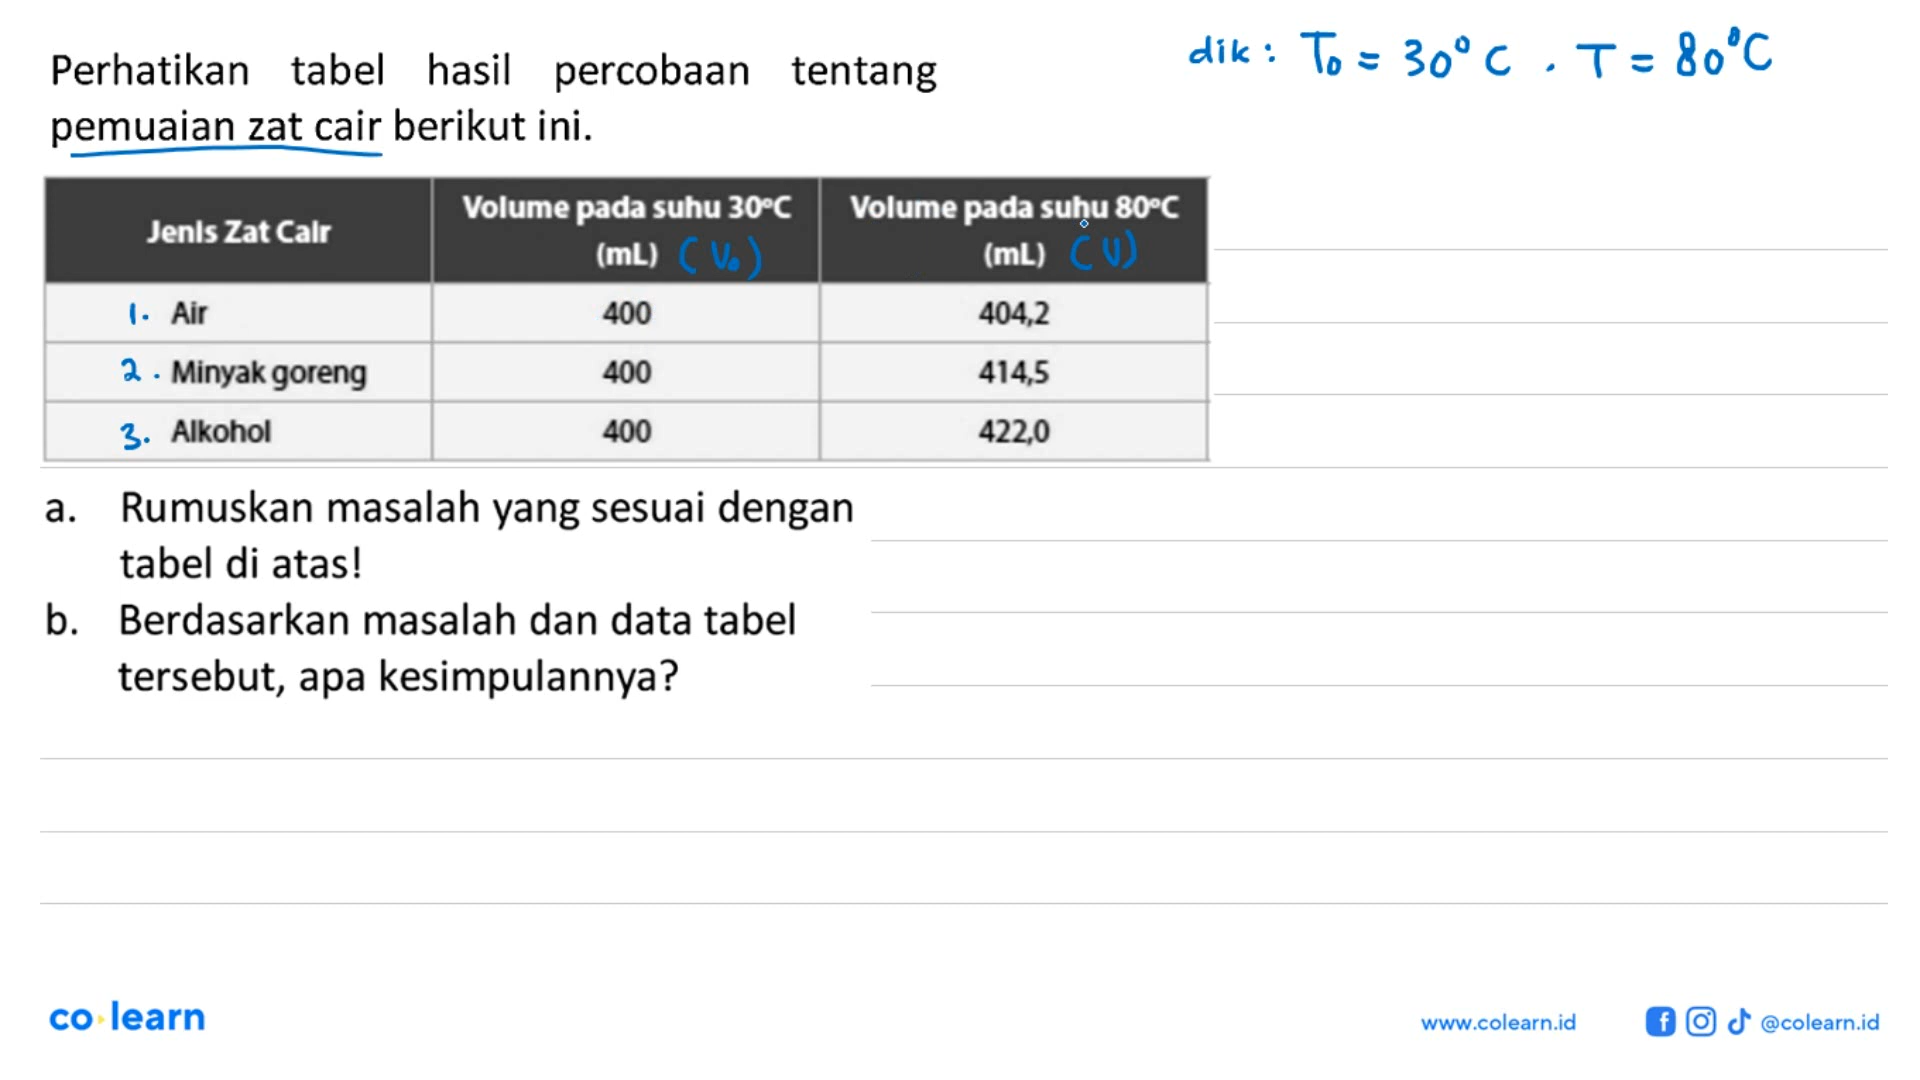 Perhatikan tabel hasil percobaan tentang
pemuaian zat cair berikut ini.
dik : T₀ = 30°C . T = 80°C
Jenis Zat Cair
Volume pada suhu 30°C
(mL) (V₀)
Volume pada suhu 80°C
(mL) (V)
1. Air 400 404,2
2. Minyak goreng 400 414,5
3. Alkohol 400 422,0
a. Rumuskan masalah yang sesuai dengan
tabel di atas!
b. Berdasarkan masalah dan data tabel
tersebut, apa kesimpulannya?
co learn
www.colearn.id
@colearn.id